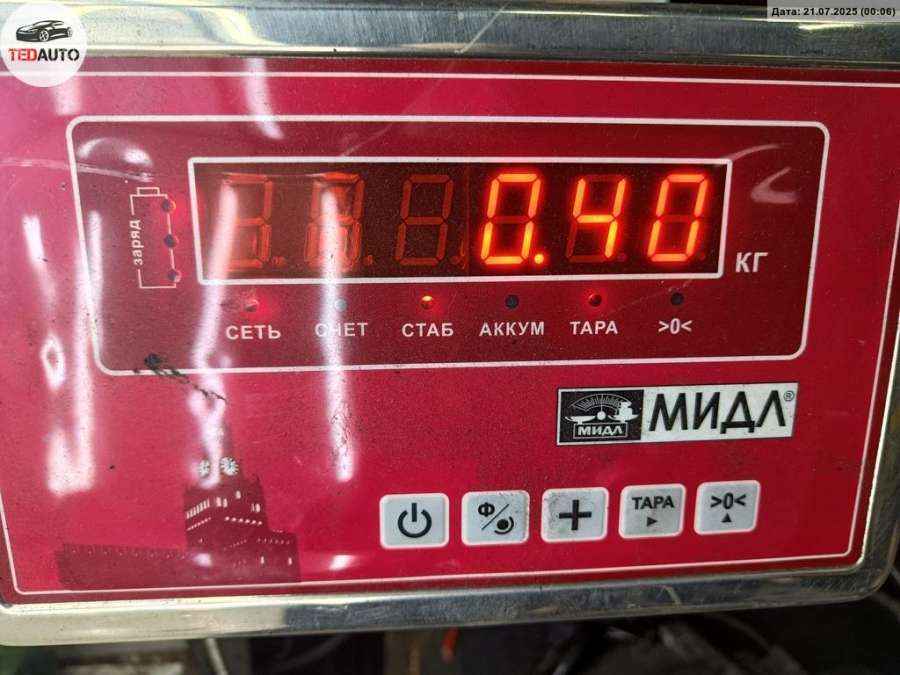 Дата: 21.07.2025 (00:06)
TEDAUTO
заряд
0.40
КГ
СЕТЬ СЧЕТ СТАБ АККУМ ТАРА >0<
МИДЛ МИДЛ®
Ф/ + ТАРА >0<